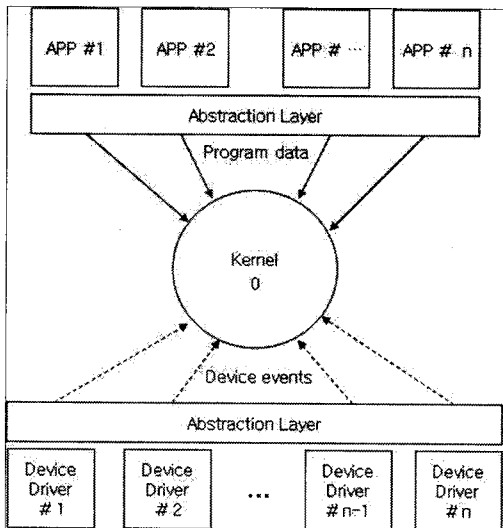 APP #1 APP #2 APP # ⋯ APP # n
Abstraction Layer
Program data
Kernel
0
Device events
Abstraction Layer
Device Driver # 1
Device Driver # 2
...
Device Driver # n-1
Device Driver # n